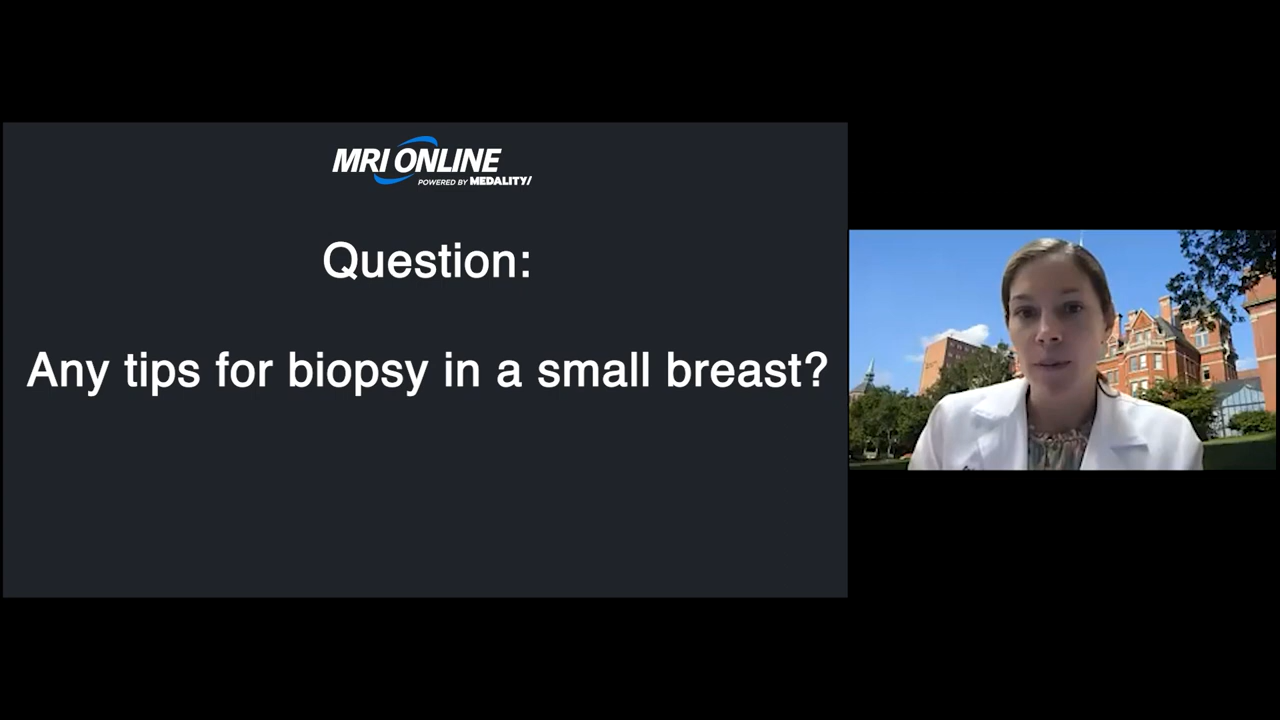 MRI ONLINE
POWERED BY MEDALITY/
Question:
Any tips for biopsy in a small breast?